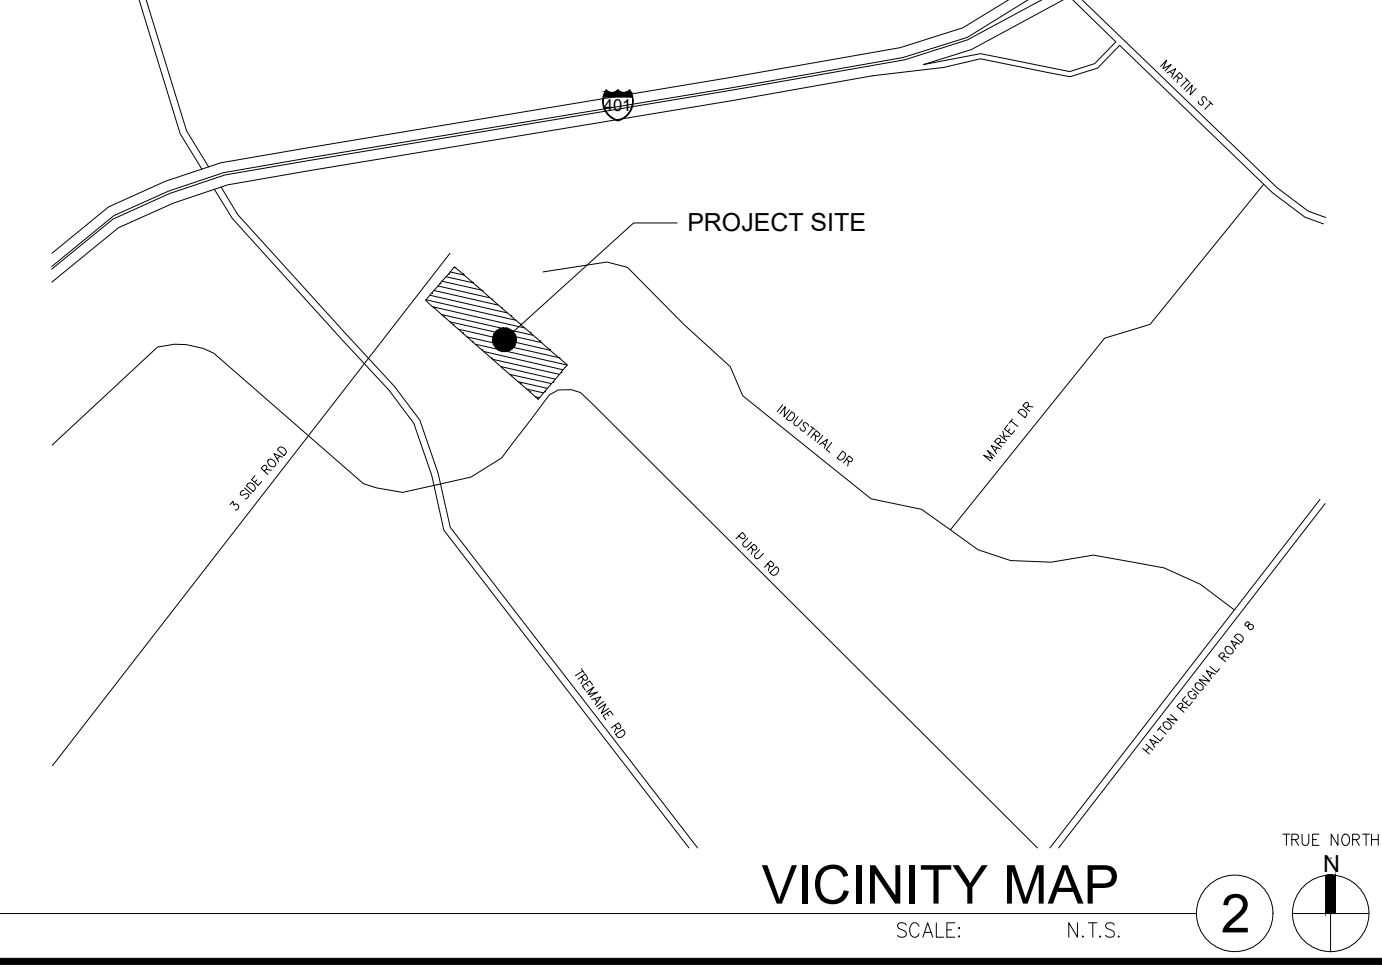 MARTIN ST
401
PROJECT SITE
INDUSTRIAL DR
MARKET DR
3 SIDE ROAD
PURU RD
HALTON REGIONAL ROAD 8
TREMAINE RD
TRUE NORTH
N
VICINITY MAP
2
SCALE: N.T.S.